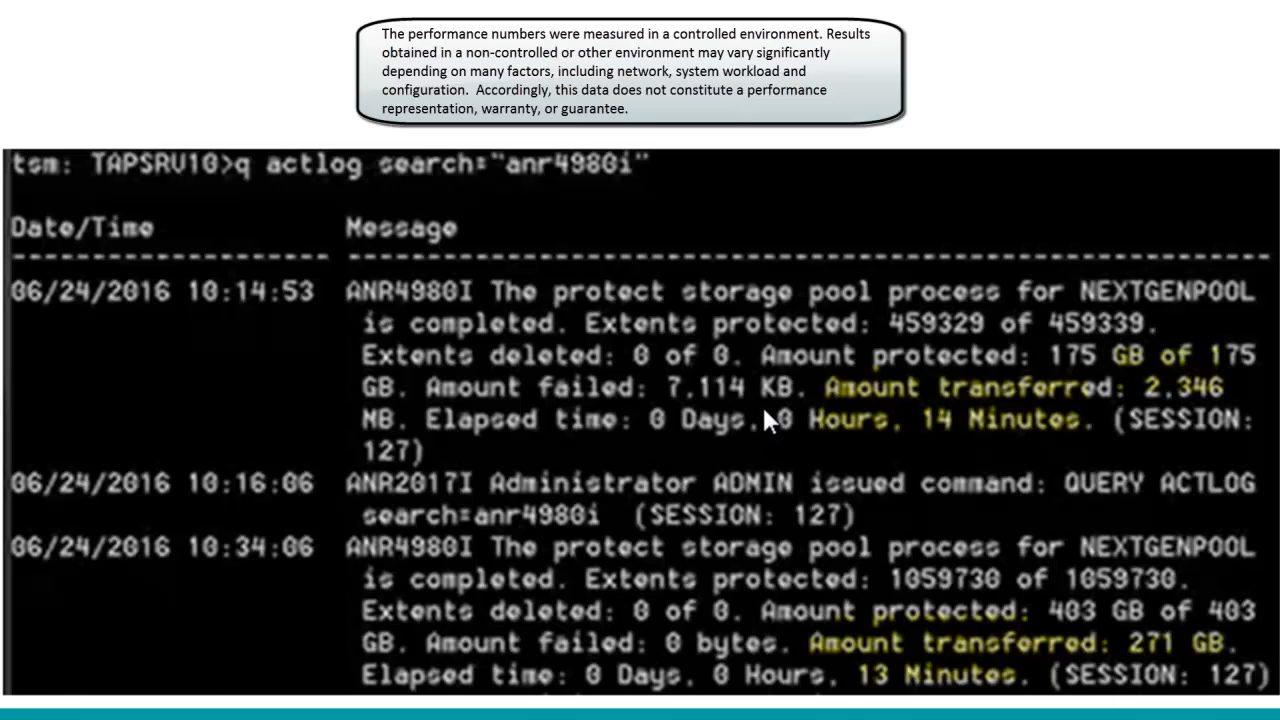 The performance numbers were measured in a controlled environment. Results
obtained in a non-controlled or other environment may vary significantly
depending on many factors, including network, system workload and
configuration. Accordingly, this data does not constitute a performance
representation, warranty, or guarantee.
tsm: TAPSRV10>q actlog search="anr4980i"
Date/Time Message
-------------------- ----------------------------------------------------------
06/24/2016 10:14:53 ANR4980I The protect storage pool process for NEXTGENPOOL
is completed. Extents protected: 459329 of 459339.
Extents deleted: 0 of 0. Amount protected: 175 GB of 175
GB. Amount failed: 7,114 KB. Amount transferred: 2,346
MB. Elapsed time: 0 Days, 0 Hours, 14 Minutes. (SESSION:
127)
06/24/2016 10:16:06 ANR2017I Administrator ADMIN issued command: QUERY ACTLOG
search=anr4980i (SESSION: 127)
06/24/2016 10:34:06 ANR4980I The protect storage pool process for NEXTGENPOOL
is completed. Extents protected: 1059730 of 1059730.
Extents deleted: 0 of 0. Amount protected: 403 GB of 403
GB. Amount failed: 0 bytes. Amount transferred: 271 GB.
Elapsed time: 0 Days, 0 Hours, 13 Minutes. (SESSION: 127)